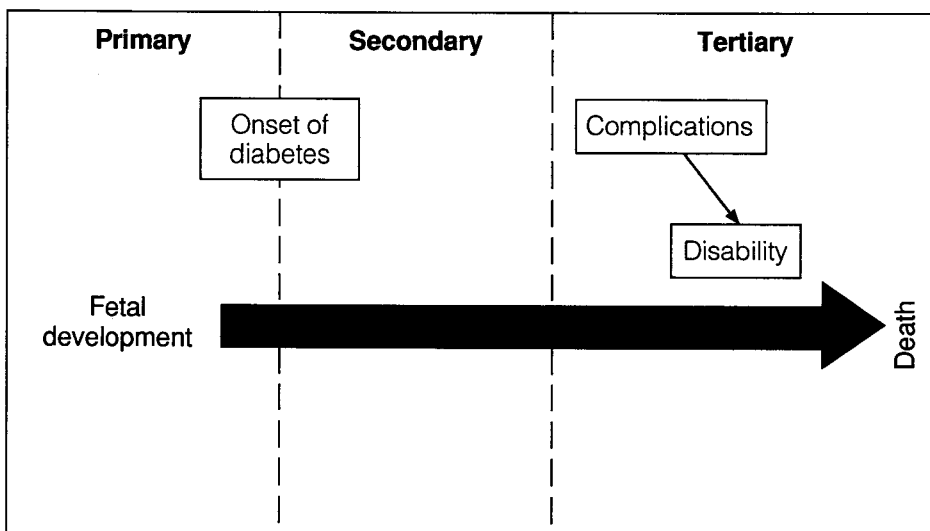 Primary
Secondary
Tertiary
Onset of
diabetes
Complications
Disability
Fetal
development
Death